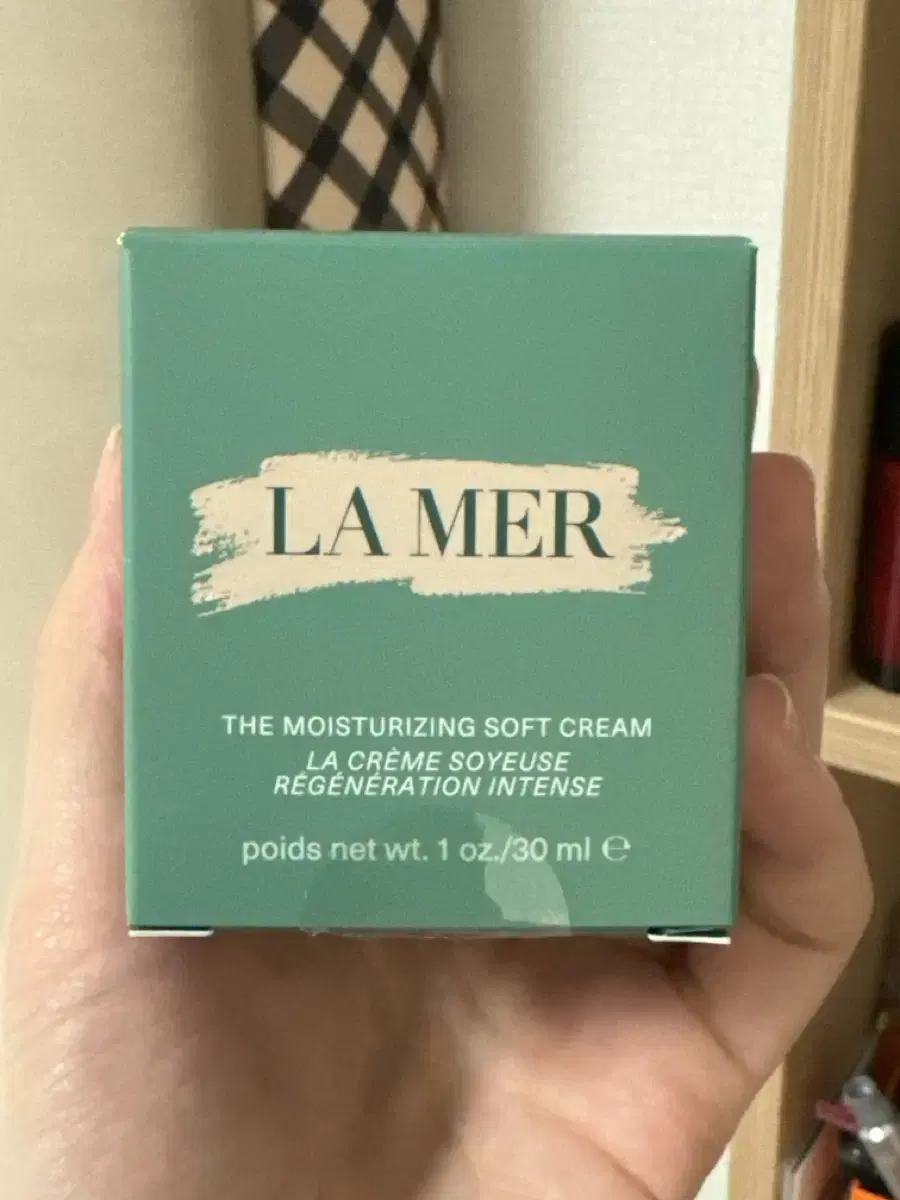 LA MER
THE MOISTURIZING SOFT CREAM
LA CRÈME SOYEUSE
RÉGÉNÉRATION INTENSE
poids net wt. 1 oz./30 ml ℮